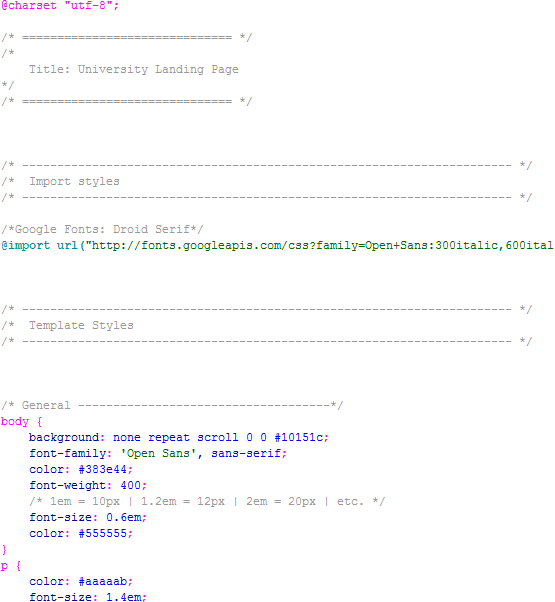 @charset "utf-8";
/* ============================== */
/*
Title: University Landing Page
*/
/* ============================== */
/* ---------------------------------------------------------------------- */
/*  Import styles
/* ---------------------------------------------------------------------- */
/*Google Fonts: Droid Serif*/
@import url("http://fonts.googleapis.com/css?family=Open+Sans:300italic,600ital
/* ---------------------------------------------------------------------- */
/*  Template Styles
/* ---------------------------------------------------------------------- */
/* General ------------------------------------*/
body {
background: none repeat scroll 0 0 #10151c;
font-family: 'Open Sans', sans-serif;
color: #383e44;
font-weight: 400;
/* 1em = 10px | 1.2em = 12px | 2em = 20px | etc. */
font-size: 0.6em;
color: #555555;
}
p {
color: #aaaaab;
font-size: 1.4em;